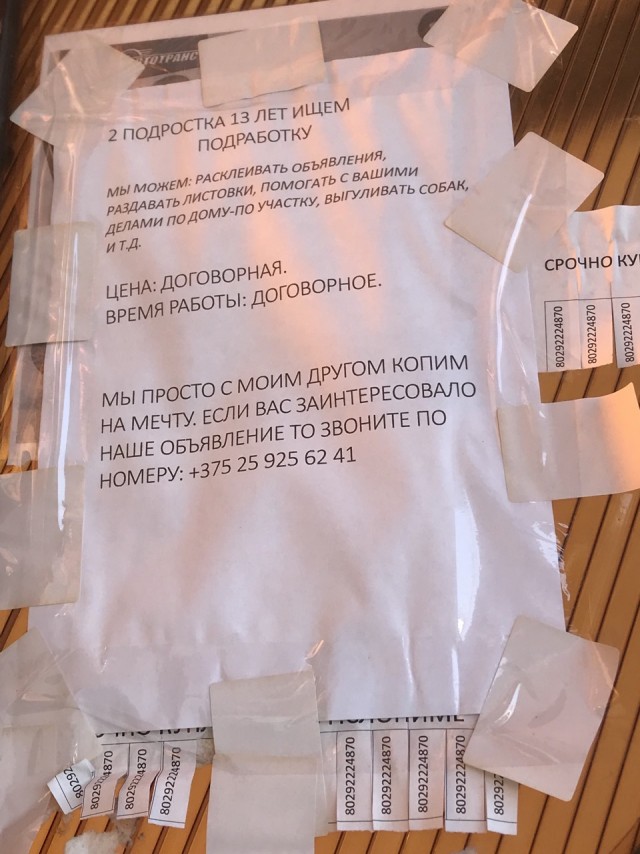 2 ПОДРОСТКА 13 ЛЕТ ИЩЕМ
ПОДРАБОТКУ
МЫ МОЖЕМ: РАСКЛЕИВАТЬ ОБЪЯВЛЕНИЯ,
РАЗДАВАТЬ ЛИСТОВКИ, ПОМОГАТЬ С ВАШИМИ
ДЕЛАМИ ПО ДОМУ-ПО УЧАСТКУ, ВЫГУЛИВАТЬ СОБАК,
И Т.Д.
ЦЕНА: ДОГОВОРНАЯ.
ВРЕМЯ РАБОТЫ: ДОГОВОРНОЕ.
МЫ ПРОСТО С МОИМ ДРУГОМ КОПИМ
НА МЕЧТУ. ЕСЛИ ВАС ЗАИНТЕРЕСОВАЛО
НАШЕ ОБЪЯВЛЕНИЕ ТО ЗВОНИТЕ ПО
НОМЕРУ: +375 25 925 62 41
СРОЧНО
80292224870
80292224870
80292224870
80292224870
80292224870
80292224870
80292224870
80292224870
80292224870
80292224870